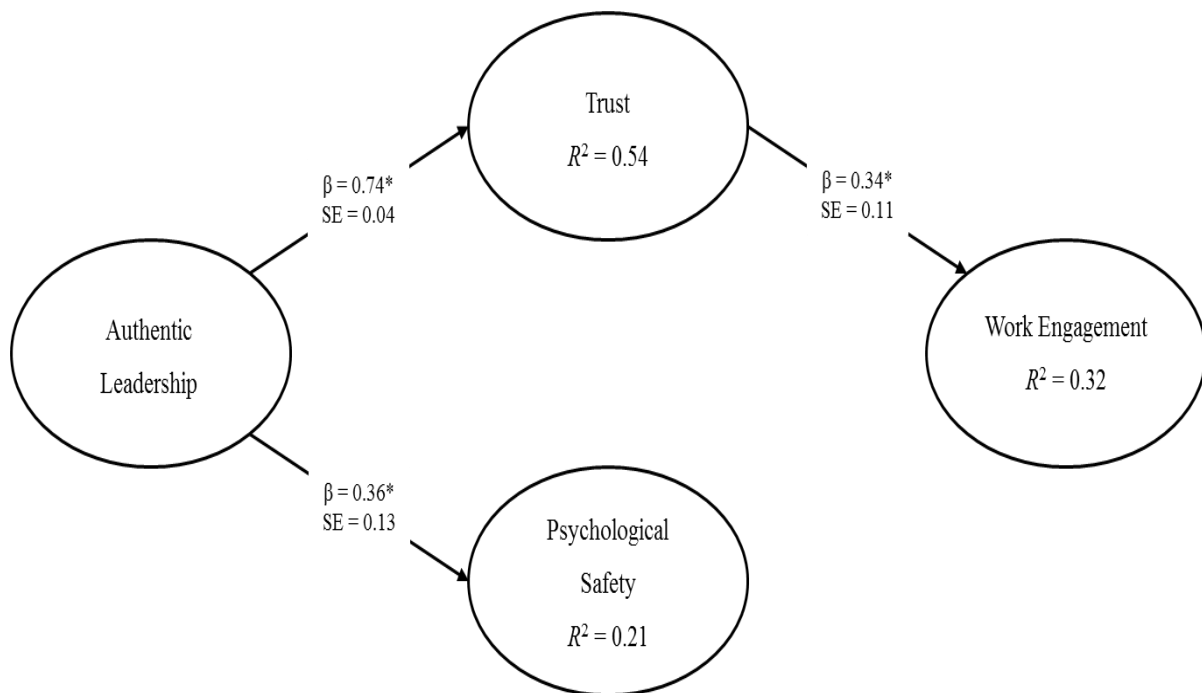 Trust
R² = 0.54
β = 0.74*
SE = 0.04
β = 0.34*
SE = 0.11
Authentic
Leadership
Work Engagement
R² = 0.32
β = 0.36*
SE = 0.13
Psychological
Safety
R² = 0.21